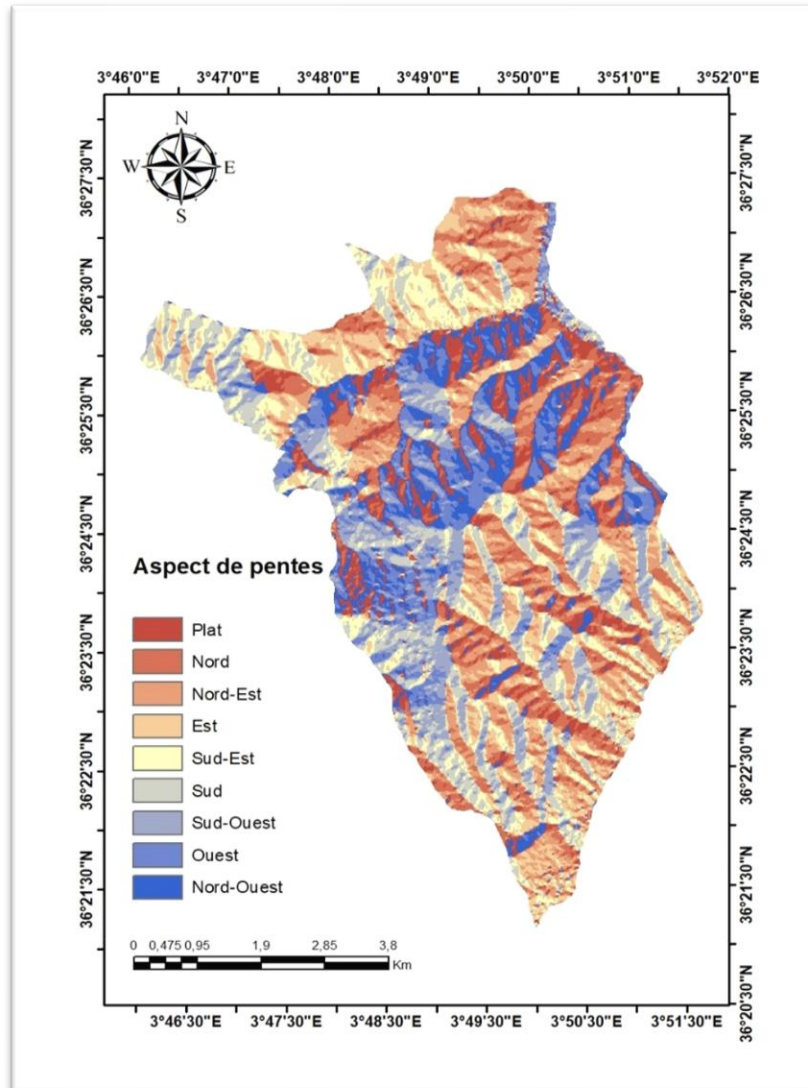 3°46'0"E 3°47'0"E 3°48'0"E 3°49'0"E 3°50'0"E 3°51'0"E 3°52'0"E
N
W E
S
36°27'30"N 36°27'30"N
36°26'30"N 36°26'30"N
36°25'30"N 36°25'30"N
36°24'30"N 36°24'30"N
Aspect de pentes
Plat
Nord
36°23'30"N 36°23'30"N
Nord-Est
Est
Sud-Est
36°22'30"N 36°22'30"N
Sud
Sud-Ouest
Ouest
Nord-Ouest
36°21'30"N 36°21'30"N
0 0,475 0,95 1,9 2,85 3,8
Km
36°20'30"N
3°46'30"E 3°47'30"E 3°48'30"E 3°49'30"E 3°50'30"E 3°51'30"E